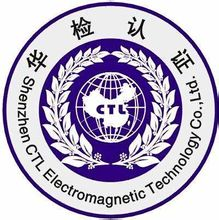 华检认证
CTL
Shenzhen CTL Electromagnetic Technology Co., Ltd.